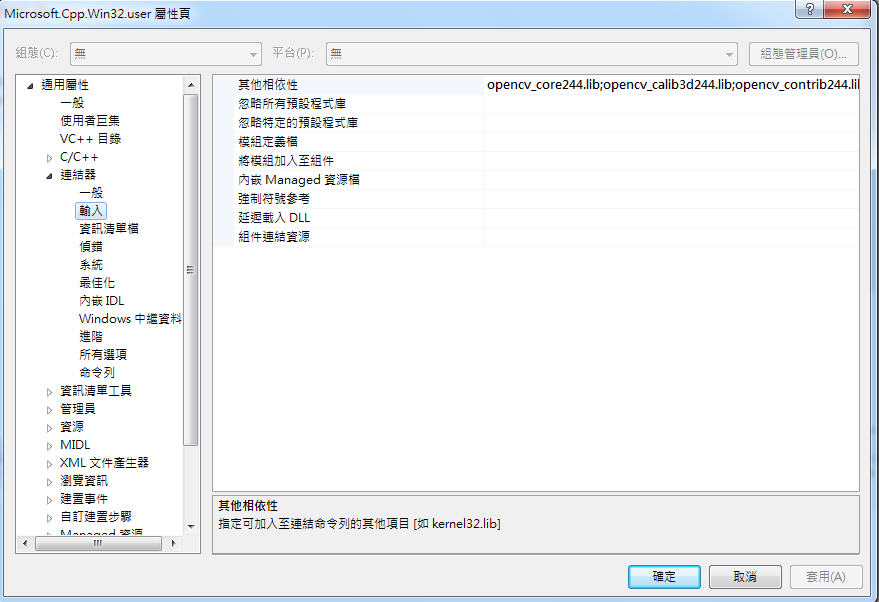 Microsoft.Cpp.Win32.user 屬性頁
組態(C): 無 平台(P): 無 組態管理員(O)...
通用屬性
一般
使用者巨集
VC++ 目錄
C/C++
連結器
一般
輸入
資訊清單檔
偵錯
系統
最佳化
內嵌 IDL
Windows 中繼資料
進階
所有選項
命令列
資訊清單工具
管理員
資源
MIDL
XML 文件產生器
瀏覽資訊
建置事件
自訂建置步驟
Managed 資源
其他相依性 opencv_core244.lib;opencv_calib3d244.lib;opencv_contrib244.lil
忽略所有預設程式庫
忽略特定的預設程式庫
模組定義檔
將模組加入至組件
內嵌 Managed 資源檔
強制符號參考
延遲載入 DLL
組件連結資源
其他相依性
指定可加入至連結命令列的其他項目 [如 kernel32.lib]
確定 取消 套用(A)